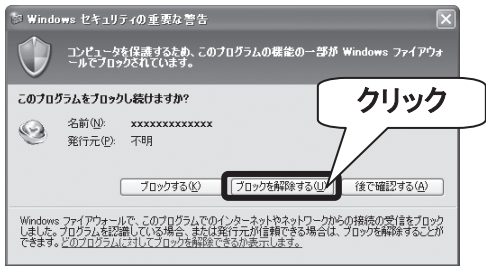 Windows セキュリティの重要な警告
コンピュータを保護するため、このプログラムの機能の一部が Windows ファイアウォ
ールでブロックされています。
このプログラムをブロックし続けますか?
クリック
名前(N): xxxxxxxxxxxxx
発行元(P): 不明
ブロックする(K) ブロックを解除する(U) 後で確認する(A)
Windows ファイアウォールで、このプログラムでのインターネットやネットワークからの接続の受信をブロック
しました。プログラムを認識している場合、または発行元が信頼できる場合は、ブロックを解除することが
できます。どのプログラムに対してブロックを解除できるか表示します。